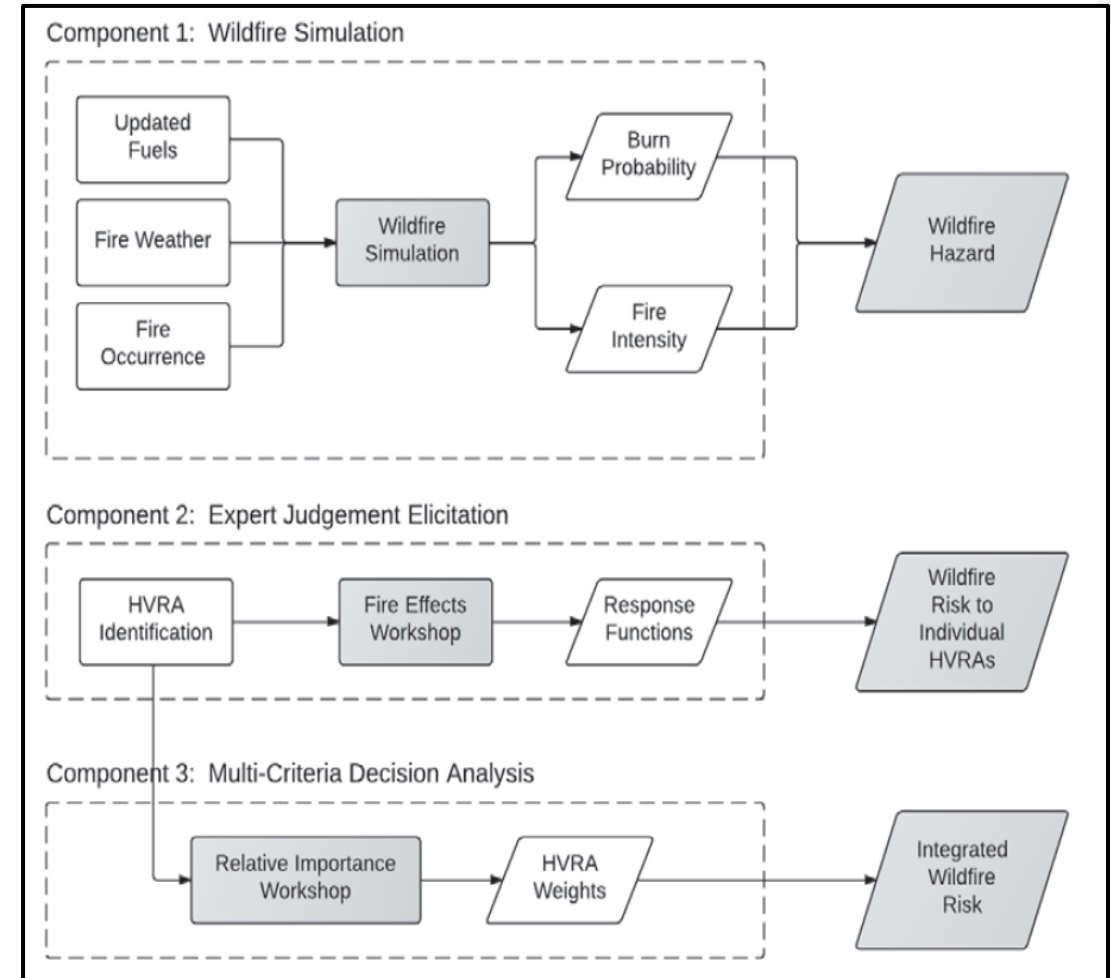 Component 1:  Wildfire Simulation
Updated
Fuels
Fire Weather
Fire
Occurrence
Wildfire
Simulation
Burn
Probability
Fire
Intensity
Wildfire
Hazard
Component 2:  Expert Judgement Elicitation
HVRA
Identification
Fire Effects
Workshop
Response
Functions
Wildfire
Risk to
Individual
HVRAs
Component 3:  Multi-Criteria Decision Analysis
Relative Importance
Workshop
HVRA
Weights
Integrated
Wildfire
Risk